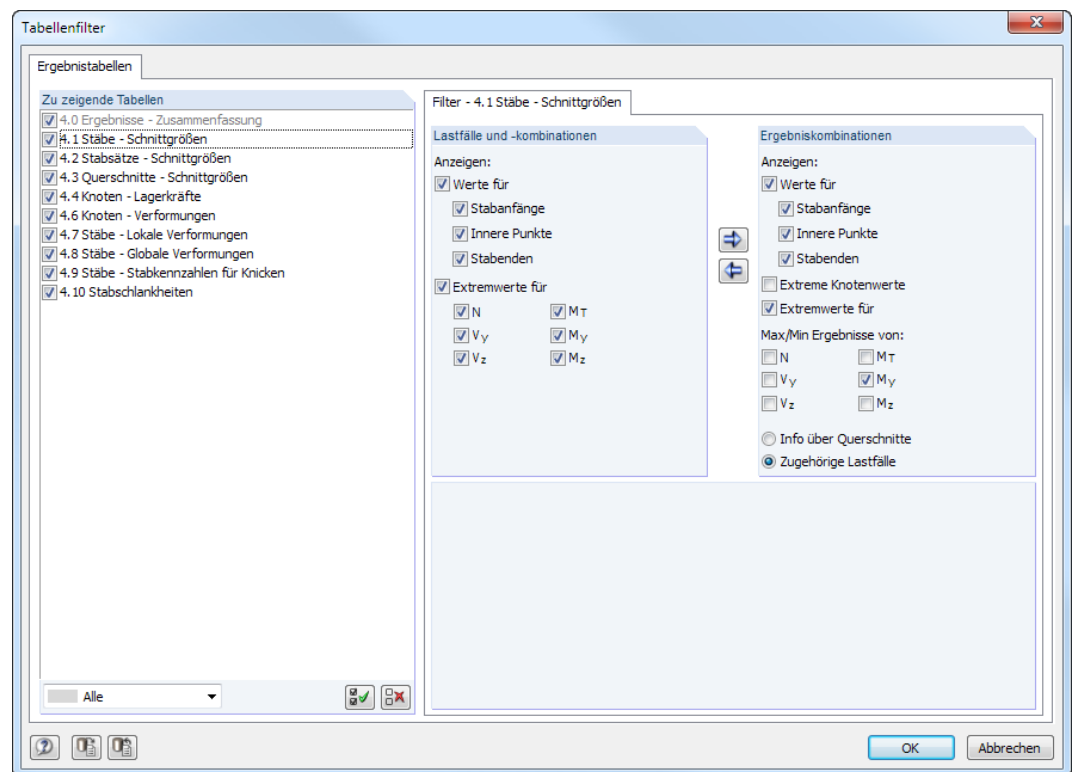 Tabellenfilter
Ergebnistabellen
Zu zeigende Tabellen
4.0 Ergebnisse - Zusammenfassung
4.1 Stäbe - Schnittgrößen
4.2 Stabsätze - Schnittgrößen
4.3 Querschnitte - Schnittgrößen
4.4 Knoten - Lagerkräfte
4.6 Knoten - Verformungen
4.7 Stäbe - Lokale Verformungen
4.8 Stäbe - Globale Verformungen
4.9 Stäbe - Stabkennzahlen für Knicken
4.10 Stabschlankheiten
Alle
Filter - 4.1 Stäbe - Schnittgrößen
Lastfälle und -kombinationen
Anzeigen:
Werte für
Stabanfänge
Innere Punkte
Stabenden
Extremwerte für
N MT
Vy My
Vz Mz
Ergebniskombinationen
Anzeigen:
Werte für
Stabanfänge
Innere Punkte
Stabenden
Extreme Knotenwerte
Extremwerte für
Max/Min Ergebnisse von:
N MT
Vy My
Vz Mz
Info über Querschnitte
Zugehörige Lastfälle
OK Abbrechen